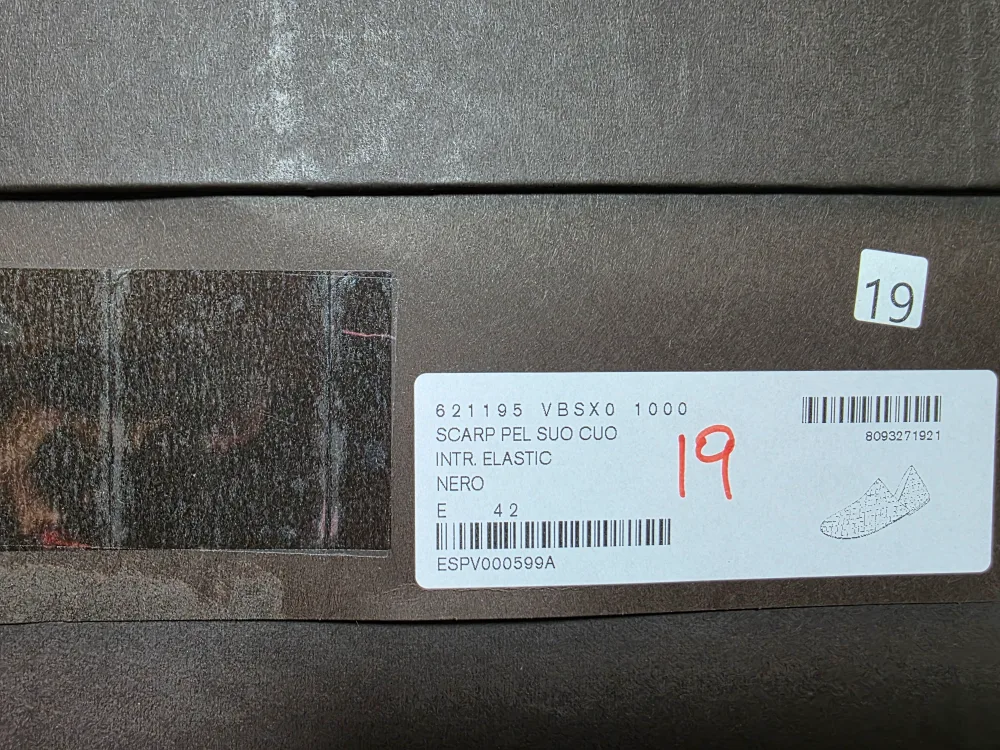 19
621195 VBSX0 1000
SCARP PEL SUO CUO
INTR. ELASTIC
NERO
E 42
ESPV000599A
19
8093271921